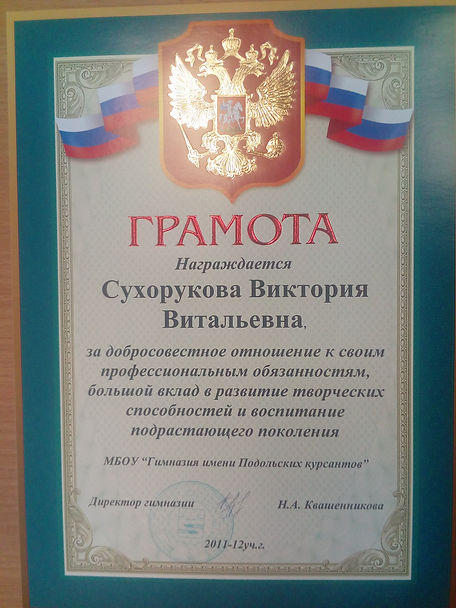 ГРАМОТА
Награждается
Сухорукова Виктория
Витальевна,
за добросовестное отношение к своим
профессиональным обязанностям,
большой вклад в развитие творческих
способностей и воспитание
подрастающего поколения
МБОУ “Гимназия имени Подольских курсантов”
Директор гимназии Н.А. Квашенникова
2011-12уч.г.